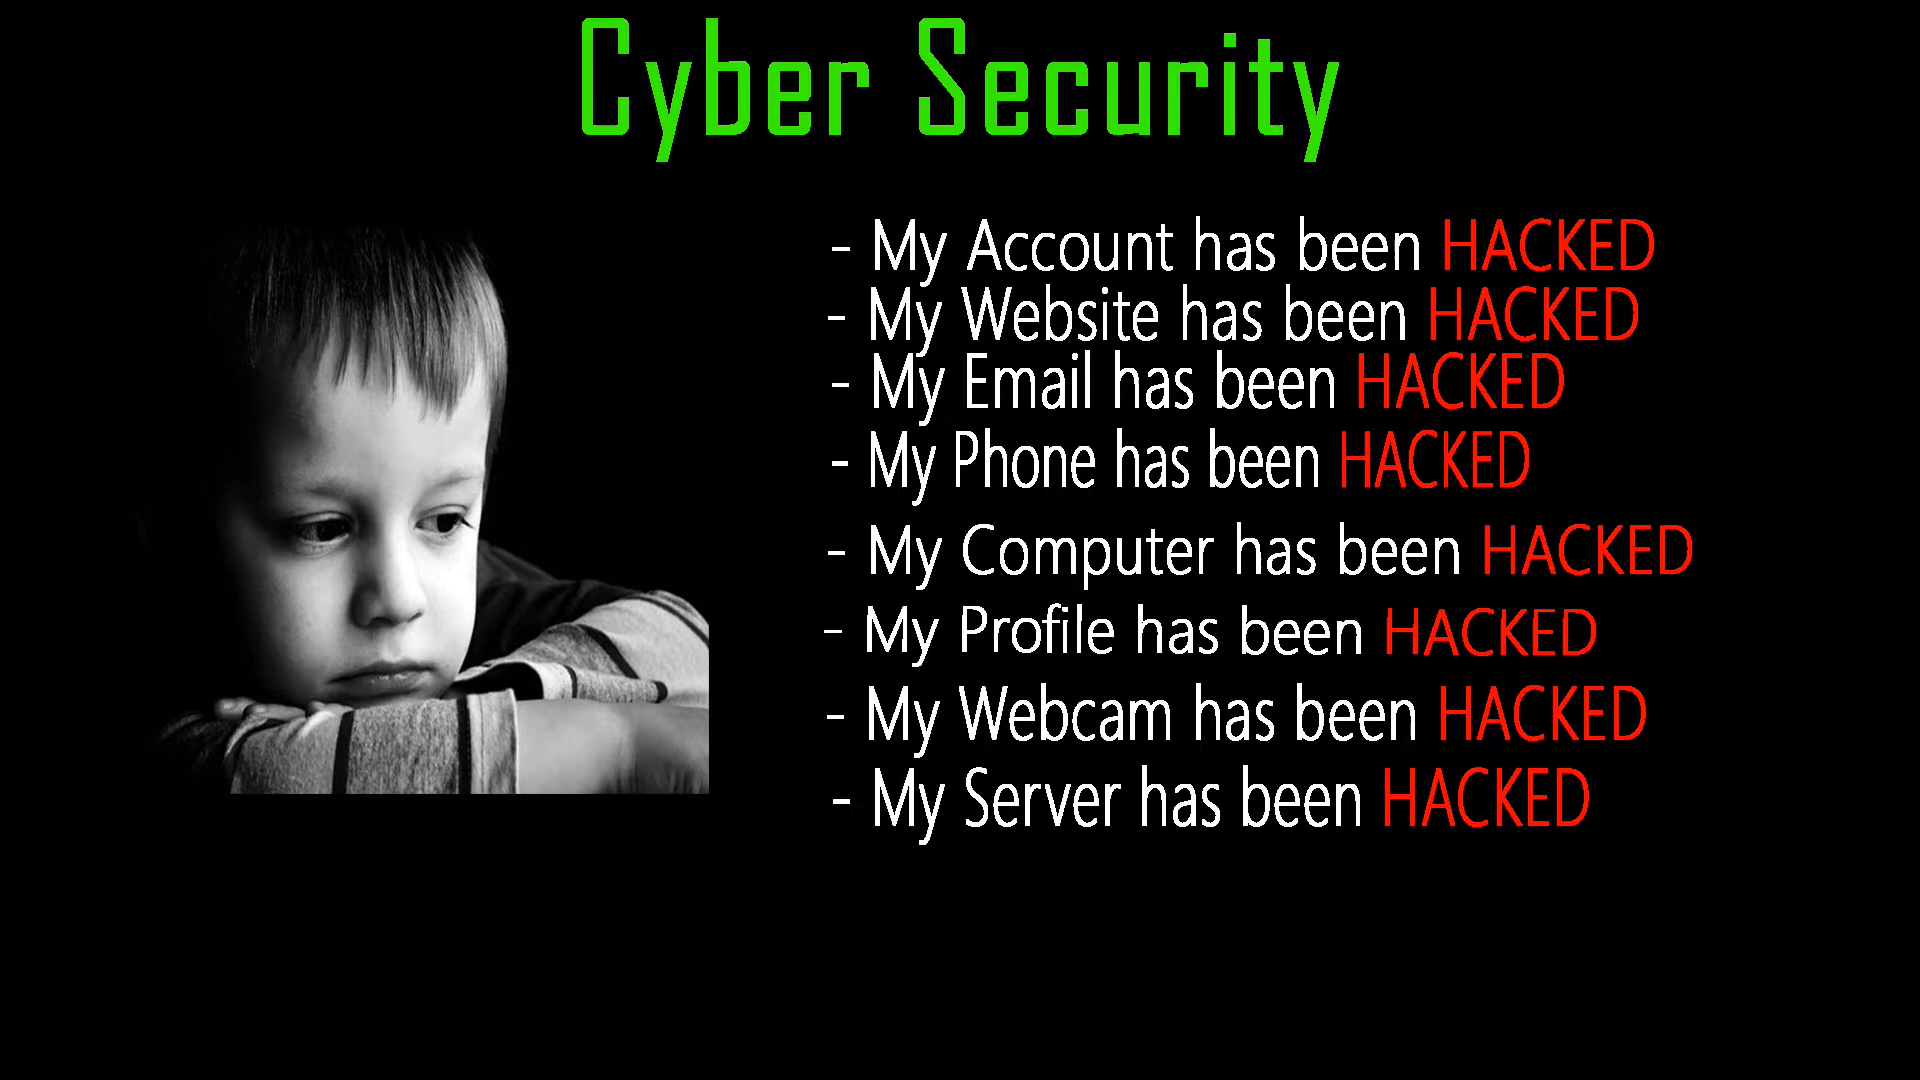 Cyber Security
- My Account has been HACKED
- My Website has been HACKED
- My Email has been HACKED
- My Phone has been HACKED
- My Computer has been HACKED
- My Profile has been HACKED
- My Webcam has been HACKED
- My Server has been HACKED